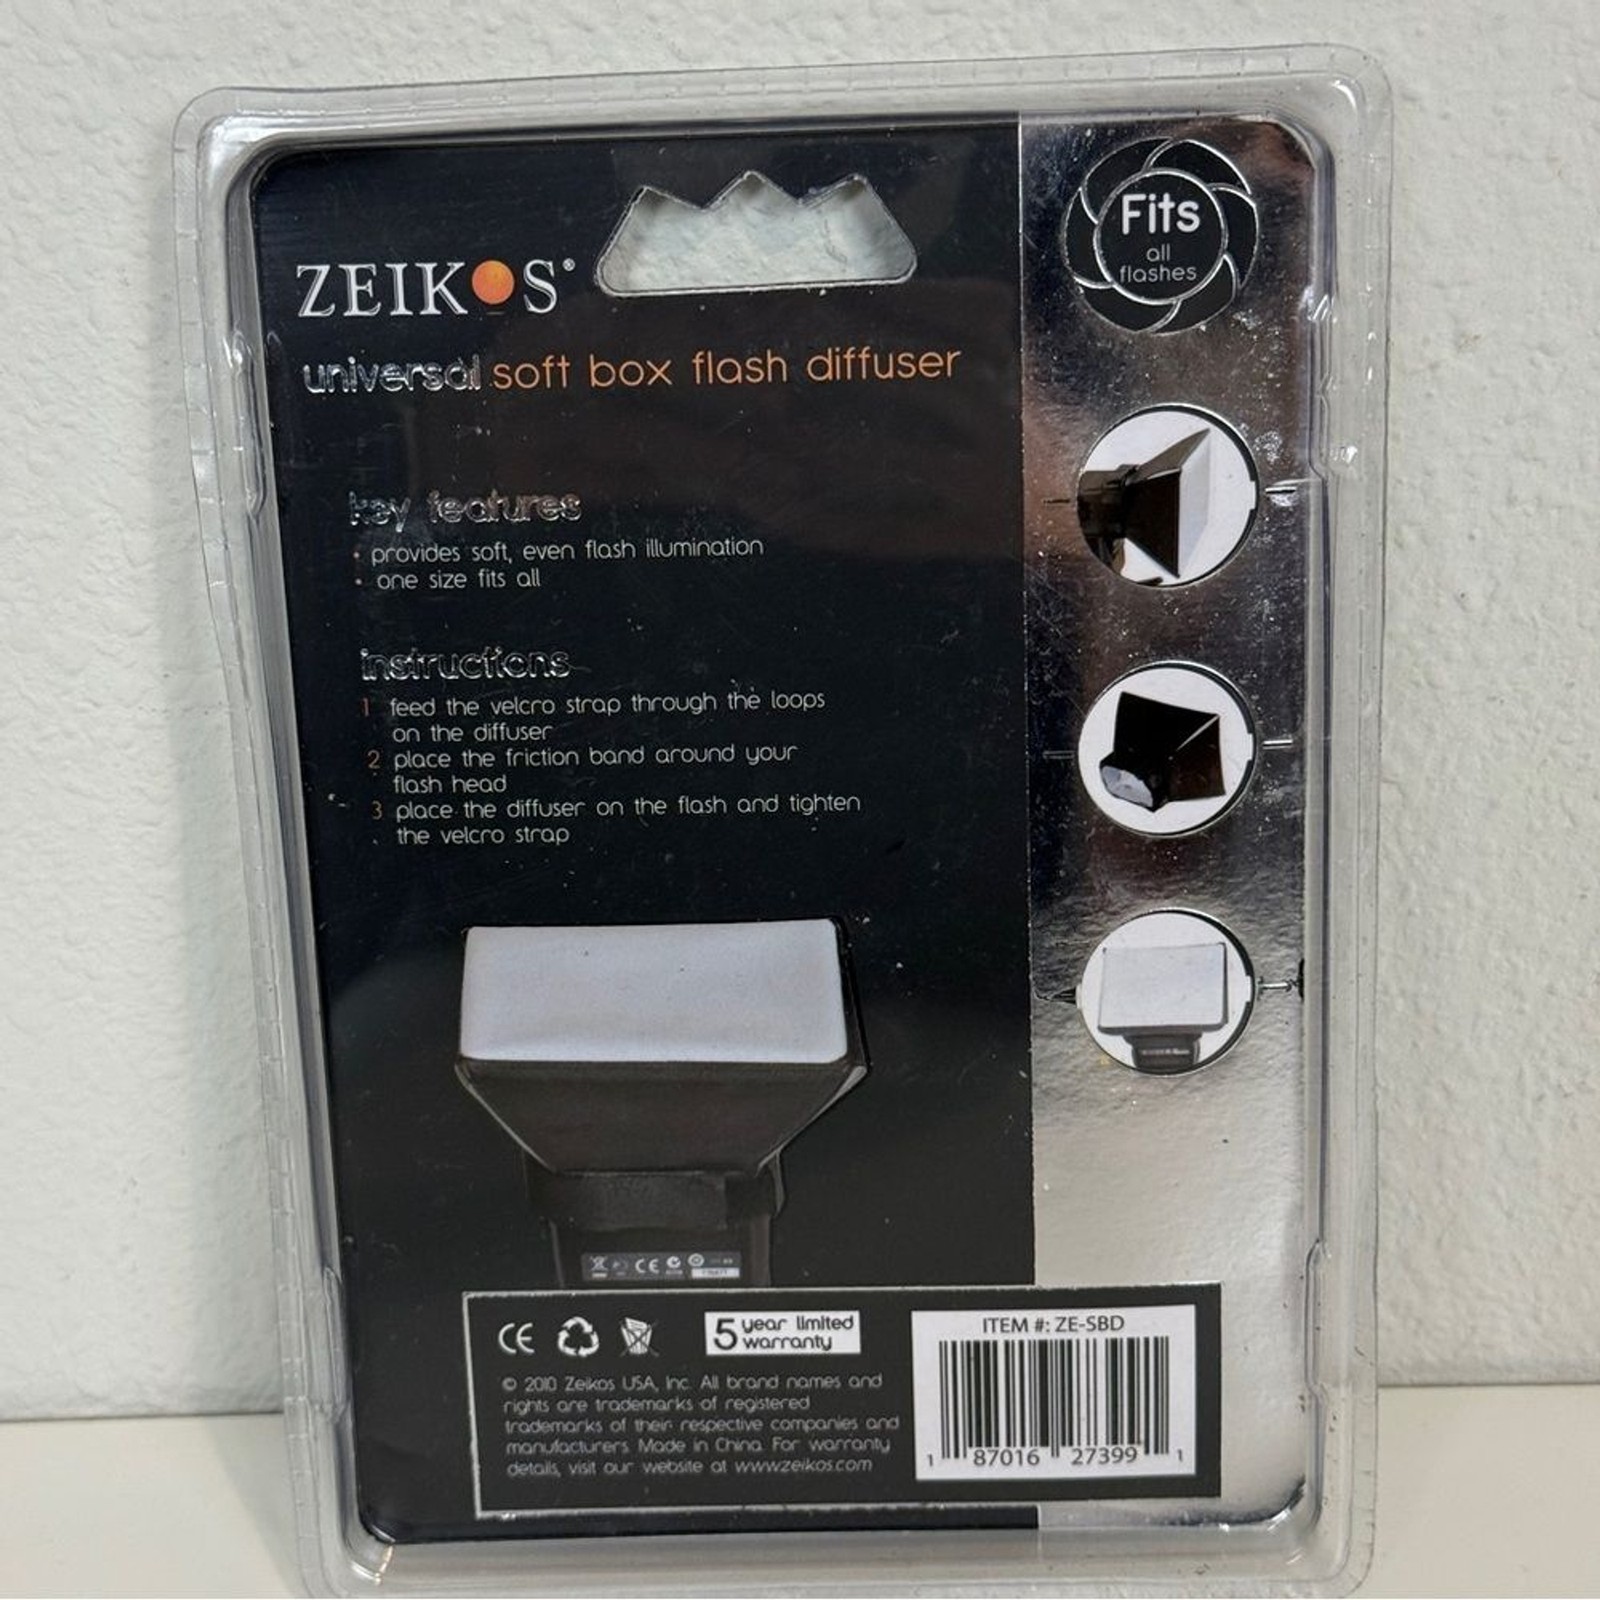 Fits
all
flashes
ZEIKOS®
universal soft box flash diffuser
key features
• provides soft, even flash illumination
• one size fits all
instructions
1 feed the velcro strap through the loops
on the diffuser
2 place the friction band around your
flash head
3 place the diffuser on the flash and tighten
the velcro strap
CE
CE
5 year limited
warranty
ITEM #: ZE-SBD
© 2010 Zeikos USA, Inc. All brand names and
rights are trademarks of registered
trademarks of their respective companies and
manufacturers. Made in China. For warranty
details, visit our website at www.zeikos.com
1 87016 27399 1